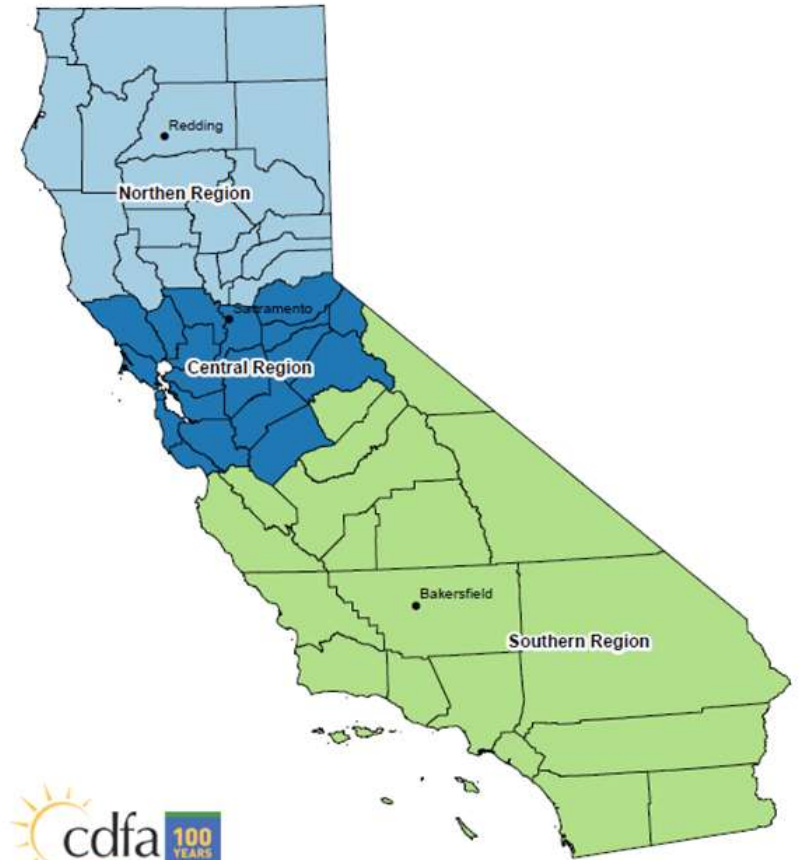 Redding
Northen Region
Sacramento
Central Region
Bakersfield
Southern Region
cdfa 100
YEARS